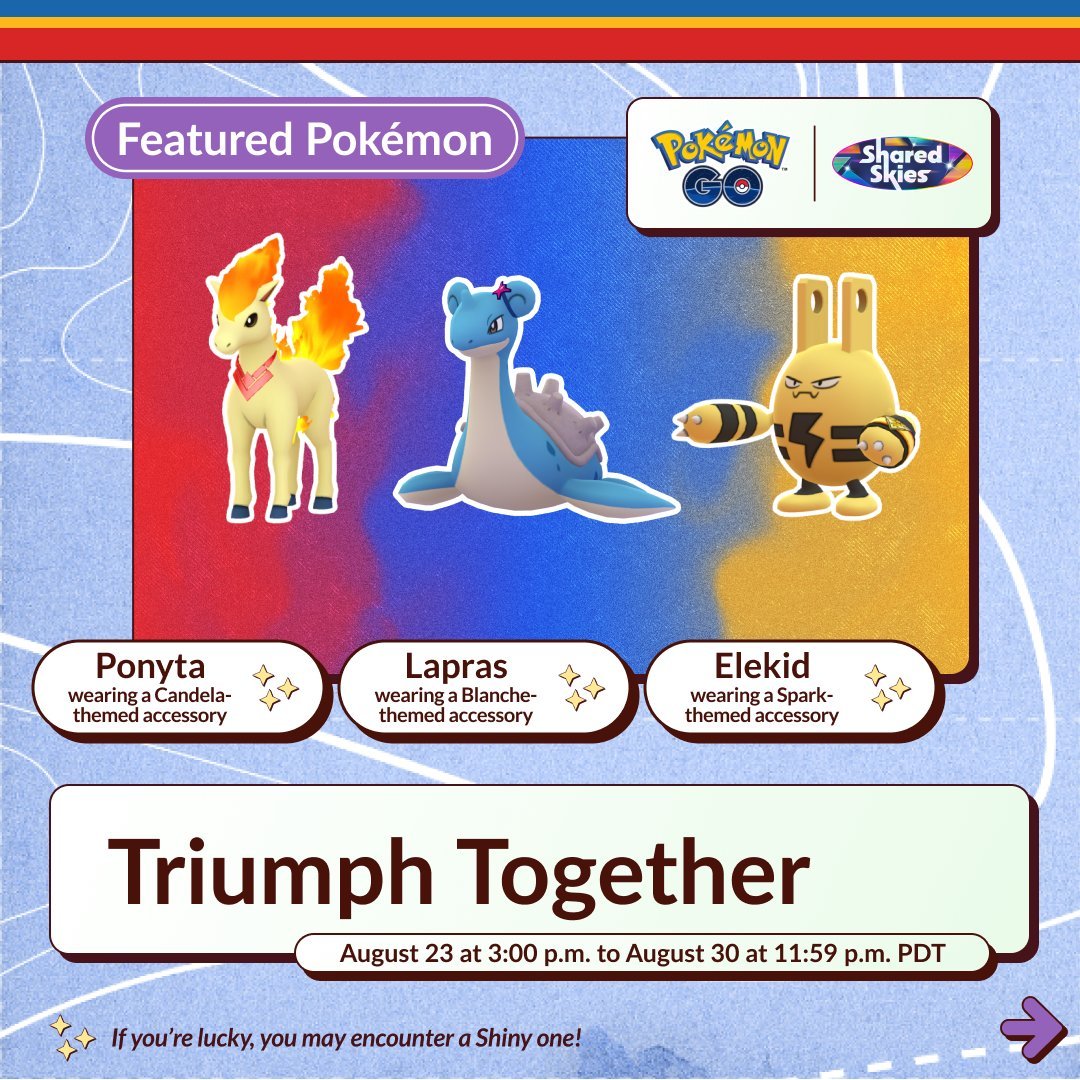 Featured Pokémon
POKéMON
GO
Shared
Skies
Ponyta
wearing a Candela-
themed accessory
Lapras
wearing a Blanche-
themed accessory
Elekid
wearing a Spark-
themed accessory
Triumph Together
August 23 at 3:00 p.m. to August 30 at 11:59 p.m. PDT
If you’re lucky, you may encounter a Shiny one!